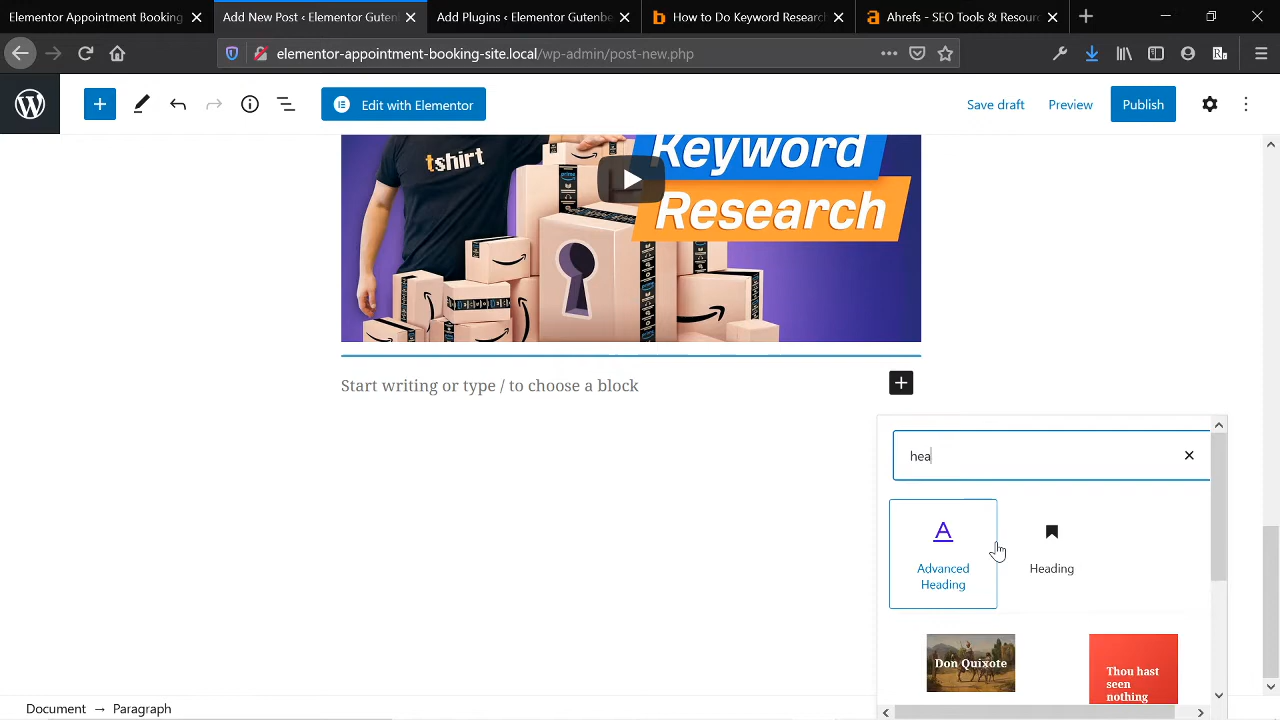 Elementor Appointment Booking
Add New Post ‹ Elementor Guten
Add Plugins ‹ Elementor Gutenbe
How to Do Keyword Research
Ahrefs - SEO Tools & Resour
elementor-appointment-booking-site.local/wp-admin/post-new.php
Edit with Elementor
Save draft
Preview
Publish
tshirt
prime
Keyword
Research
Start writing or type / to choose a block
hea
Advanced
Heading
Heading
Don Quixote
Thou hast
seen
nothing
Document → Paragraph